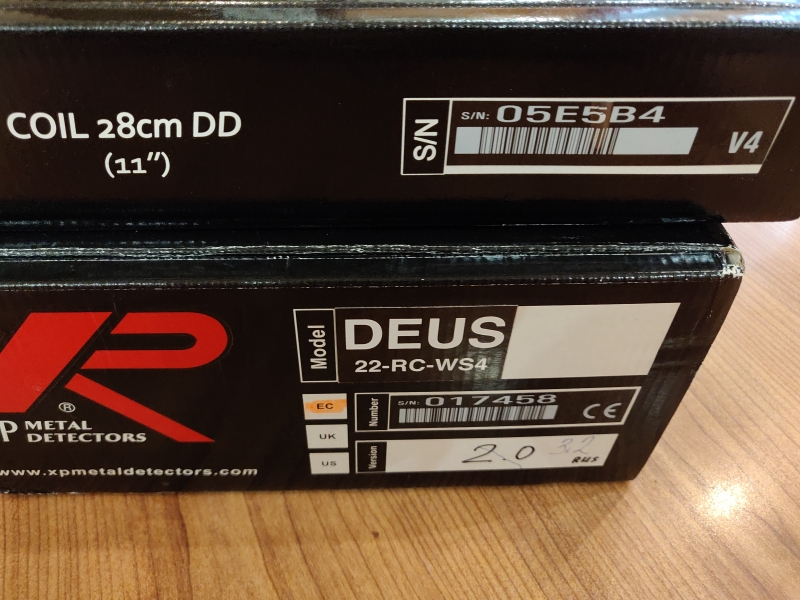 COIL 28cm DD
(11")
S/N
S/N: 05E5B4
V4
Model
DEUS
22-RC-WS4
XP METAL
DETECTORS
®
www.xpmetaldetectors.com
EC
UK
US
Number
S/N: 017458
CE
Version
2.0 3.2
RUS